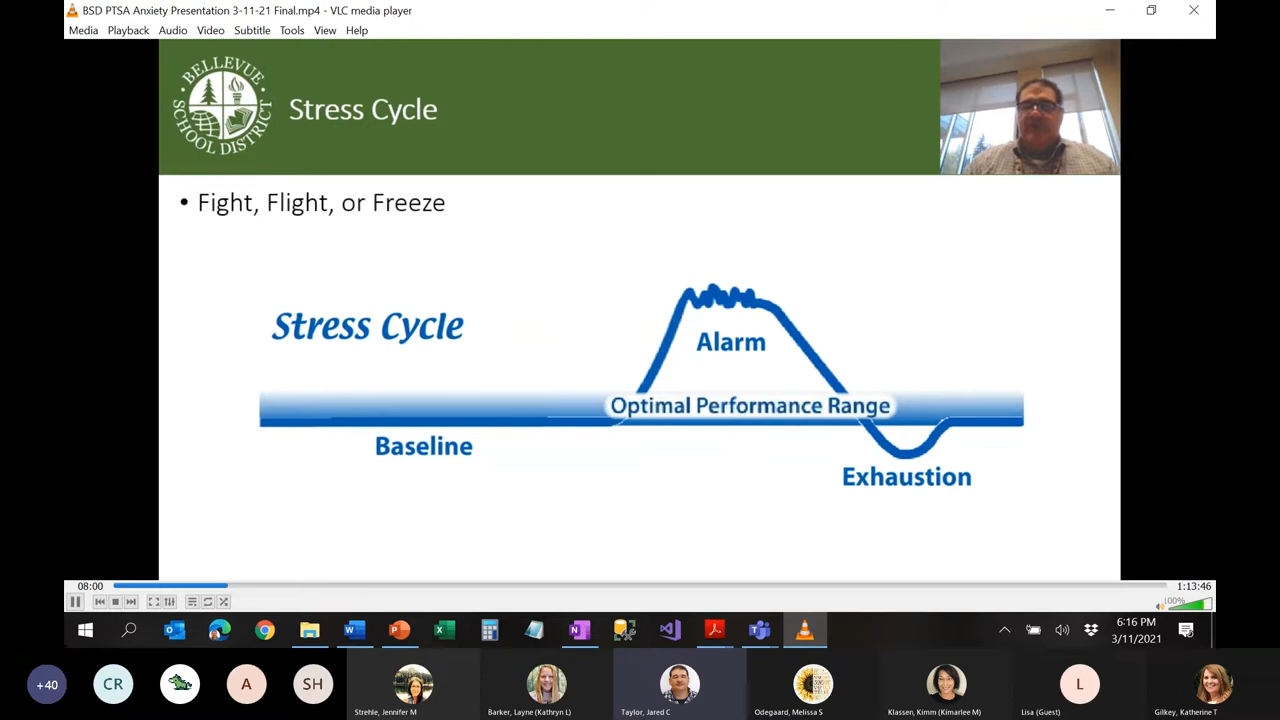 BSD PTSA Anxiety Presentation 3-11-21 Final.mp4 - VLC media player
Media Playback Audio Video Subtitle Tools View Help
BELLEVUE
SCHOOL DISTRICT
Stress Cycle
• Fight, Flight, or Freeze
Stress Cycle
Alarm
Optimal Performance Range
Baseline
Exhaustion
08:00
1:13:46
100%
6:16 PM
3/11/2021
+40
CR
A
SH
L
Strehle, Jennifer M
Barker, Layne (Kathryn L)
Taylor, Jared C
Odegaard, Melissa S
Klassen, Kimm (Kimarlee M)
Lisa (Guest)
Gilkey, Katherine T